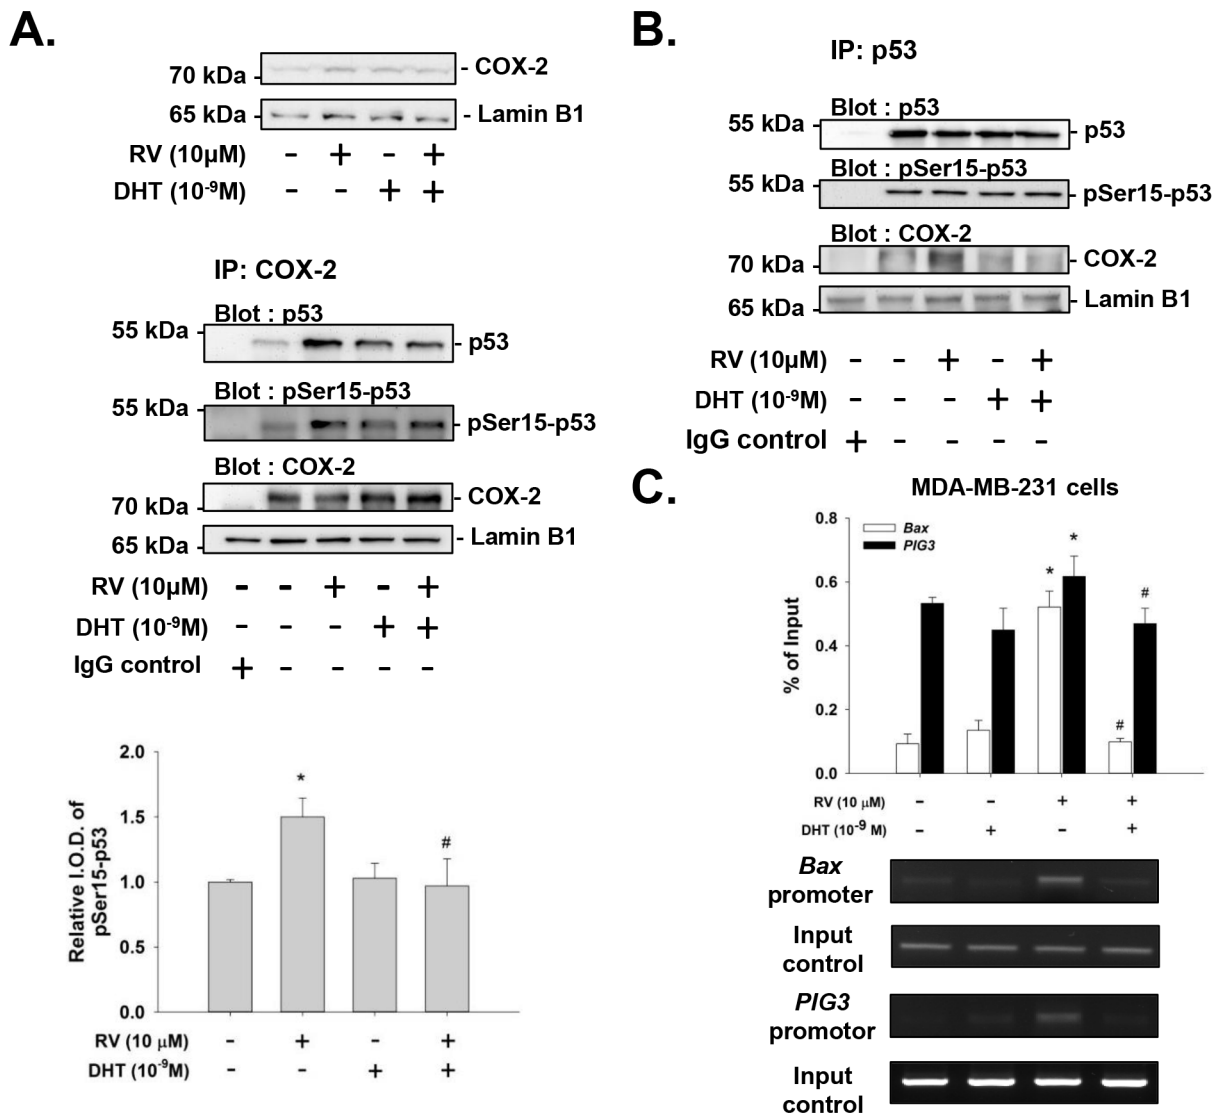 A.
70 kDa - - COX-2
65 kDa - - Lamin B1
RV (10μM) - + - +
DHT (10⁻⁹M) - - + +
IP: COX-2
Blot : p53
55 kDa - - p53
Blot : pSer15-p53
55 kDa - - pSer15-p53
Blot : COX-2
70 kDa - - COX-2
65 kDa - - Lamin B1
RV (10μM) - - + - +
DHT (10⁻⁹M) - - - + +
IgG control + - - - -
Relative I.O.D. of
pSer15-p53
2.0
1.5
1.0
0.5
0.0
*
#
RV (10 μM) - + - +
DHT (10⁻⁹M) - - + +
B.
IP: p53
Blot : p53
55 kDa - - p53
Blot : pSer15-p53
55 kDa - - pSer15-p53
Blot : COX-2
70 kDa - - COX-2
65 kDa - - Lamin B1
RV (10μM) - - + - +
DHT (10⁻⁹M) - - - + +
IgG control + - - - -
C.
MDA-MB-231 cells
% of Input
0.8
0.6
0.4
0.2
0.0
Bax
PIG3
*
*
#
#
RV (10 μM) - - + +
DHT (10⁻⁹ M) - + - +
Bax
promoter
Input
control
PIG3
promotor
Input
control